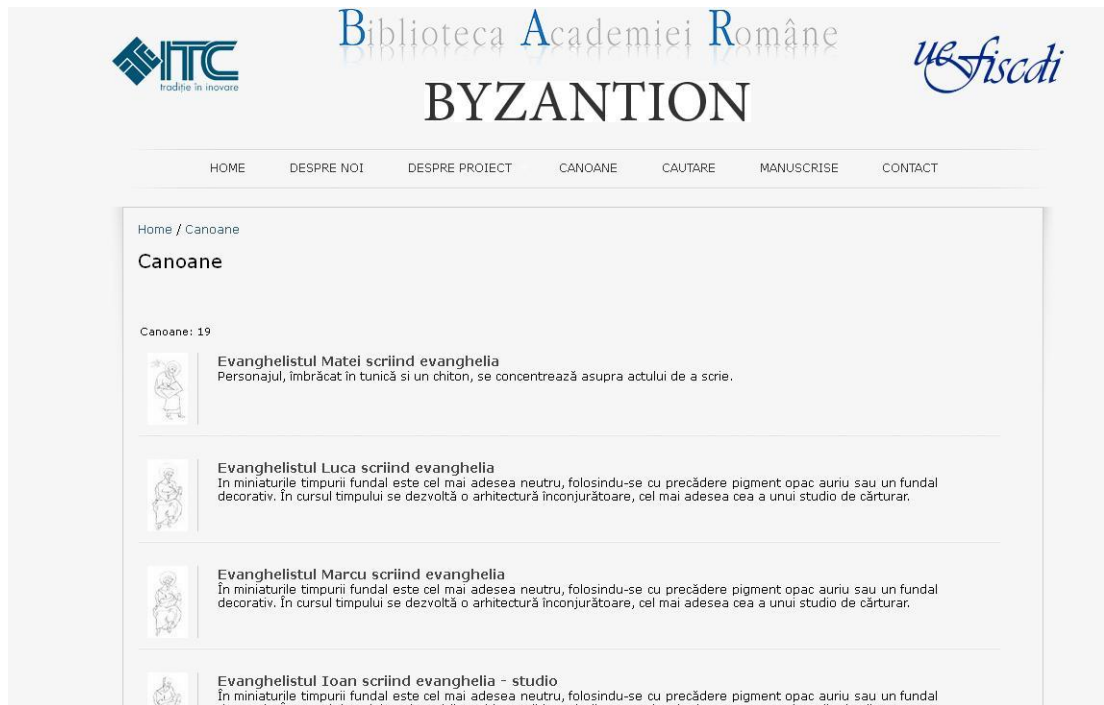 ITC
tradiție în inovare
Biblioteca Academiei Române
uefiscdi
BYZANTION
HOME DESPRE NOI DESPRE PROIECT CANOANE CAUTARE MANUSCRISE CONTACT
Home / Canoane
Canoane
Canoane: 19
Evanghelistul Matei scriind evanghelia
Personajul, îmbrăcat în tunică si un chiton, se concentrează asupra actului de a scrie.
Evanghelistul Luca scriind evanghelia
In miniaturile timpurii fundal este cel mai adesea neutru, folosindu-se cu precădere pigment opac auriu sau un fundal
decorativ. În cursul timpului se dezvoltă o arhitectură înconjurătoare, cel mai adesea cea a unui studio de cărturar.
Evanghelistul Marcu scriind evanghelia
În miniaturile timpurii fundal este cel mai adesea neutru, folosindu-se cu precădere pigment opac auriu sau un fundal
decorativ. În cursul timpului se dezvoltă o arhitectură înconjurătoare, cel mai adesea cea a unui studio de cărturar.
Evanghelistul Ioan scriind evanghelia - studio
În miniaturile timpurii fundal este cel mai adesea neutru, folosindu-se cu precădere pigment opac auriu sau un fundal